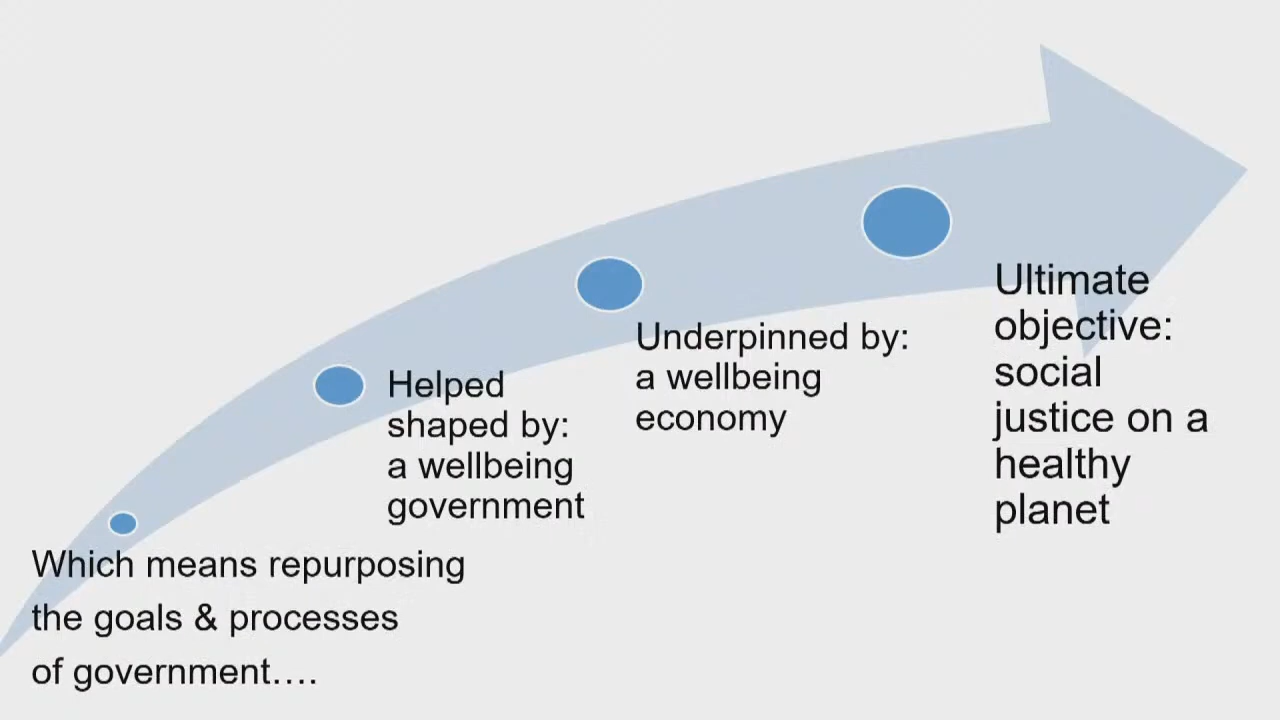 Which means repurposing
the goals & processes
of government....
Helped
shaped by:
a wellbeing
government
Underpinned by:
a wellbeing
economy
Ultimate
objective:
social
justice on a
healthy
planet